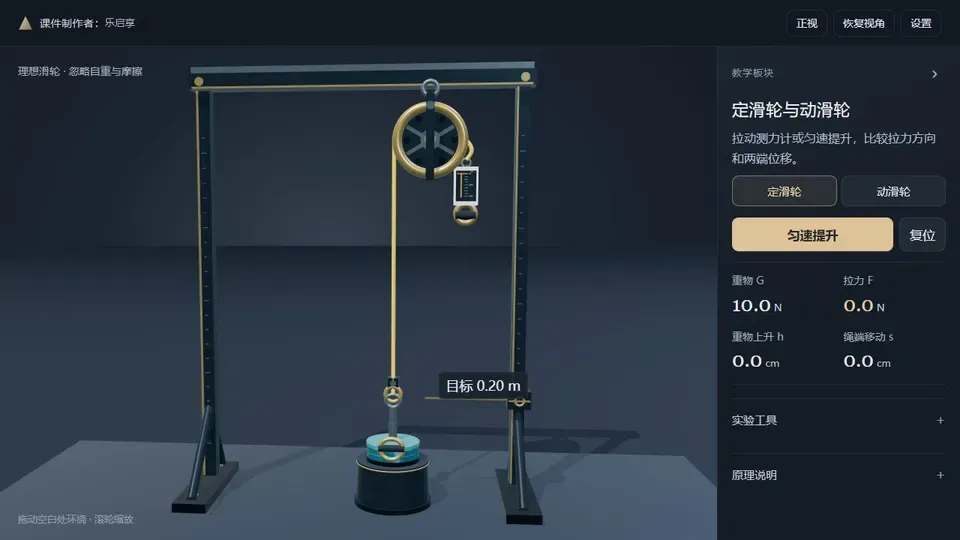 课件制作者：乐启享
正视
恢复视角
设置
理想滑轮 · 忽略自重与摩擦
教学板块
定滑轮与动滑轮
拉动测力计或匀速提升，比较拉力方向
和两端位移。
定滑轮
动滑轮
匀速提升
复位
重物 G
拉力 F
10.0 N
0.0 N
重物上升 h
绳端移动 s
0.0 cm
0.0 cm
目标 0.20 m
实验工具 +
原理说明 +
拖动空白处环绕 · 滚轮缩放